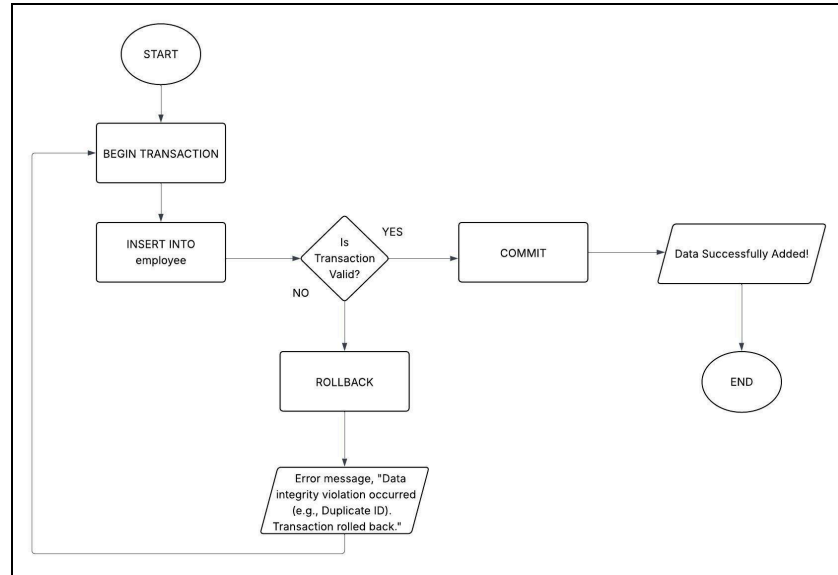 START
BEGIN TRANSACTION
INSERT INTO
employee
Is
Transaction
Valid?
YES
NO
COMMIT
Data Successfully Added!
END
ROLLBACK
Error message, "Data
integrity violation occurred
(e.g., Duplicate ID).
Transaction rolled back."